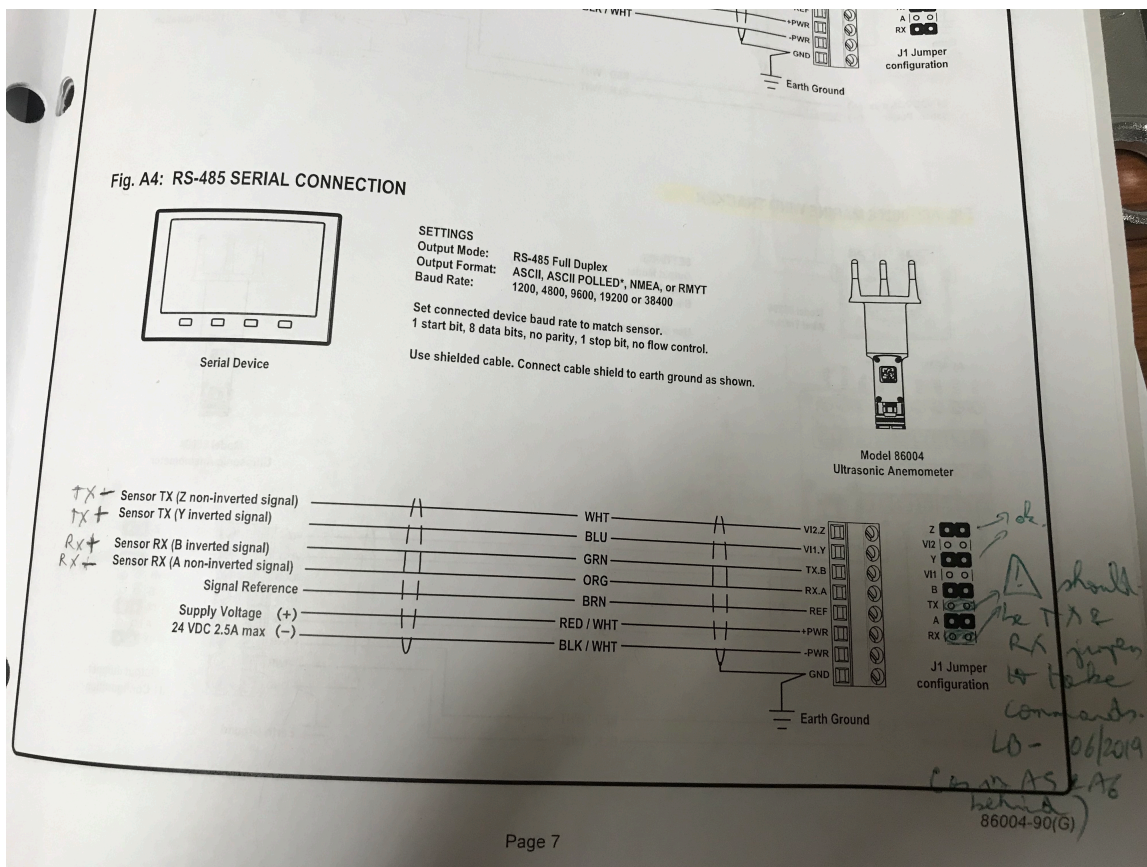 BLK / WHT
REF
+PWR
-PWR
GND
A
RX
J1 Jumper
configuration
Earth Ground
Fig. A4: RS-485 SERIAL CONNECTION
Serial Device
SETTINGS
Output Mode: RS-485 Full Duplex
Output Format: ASCII, ASCII POLLED*, NMEA, or RMYT
Baud Rate: 1200, 4800, 9600, 19200 or 38400
Set connected device baud rate to match sensor.
1 start bit, 8 data bits, no parity, 1 stop bit, no flow control.
Use shielded cable. Connect cable shield to earth ground as shown.
Model 86004
Ultrasonic Anemometer
TX - Sensor TX (Z non-inverted signal)
TX + Sensor TX (Y inverted signal)
RX + Sensor RX (B inverted signal)
RX - Sensor RX (A non-inverted signal)
Signal Reference
Supply Voltage (+)
24 VDC 2.5A max (–)
WHT
BLU
GRN
ORG
BRN
RED / WHT
BLK / WHT
VI2.Z
VI1.Y
TX.B
RX.A
REF
+PWR
-PWR
GND
Earth Ground
Z
VI2
Y
VI1
B
TX
A
RX
J1 Jumper
configuration
ok.
! should
be TX &
RX jumper
to take
commands.
LD - 06/2019
A5 & A6
behind)
86004-90(G)
Page 7